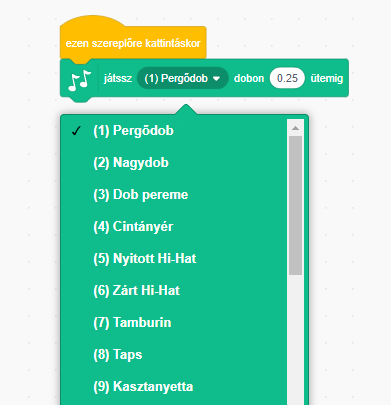 ezen szereplőre kattintáskor
játssz (1) Pergődob dobon 0.25 ütemig
(1) Pergődob
(2) Nagydob
(3) Dob pereme
(4) Cintányér
(5) Nyitott Hi-Hat
(6) Zárt Hi-Hat
(7) Tamburin
(8) Taps
(9) Kasztanyetta